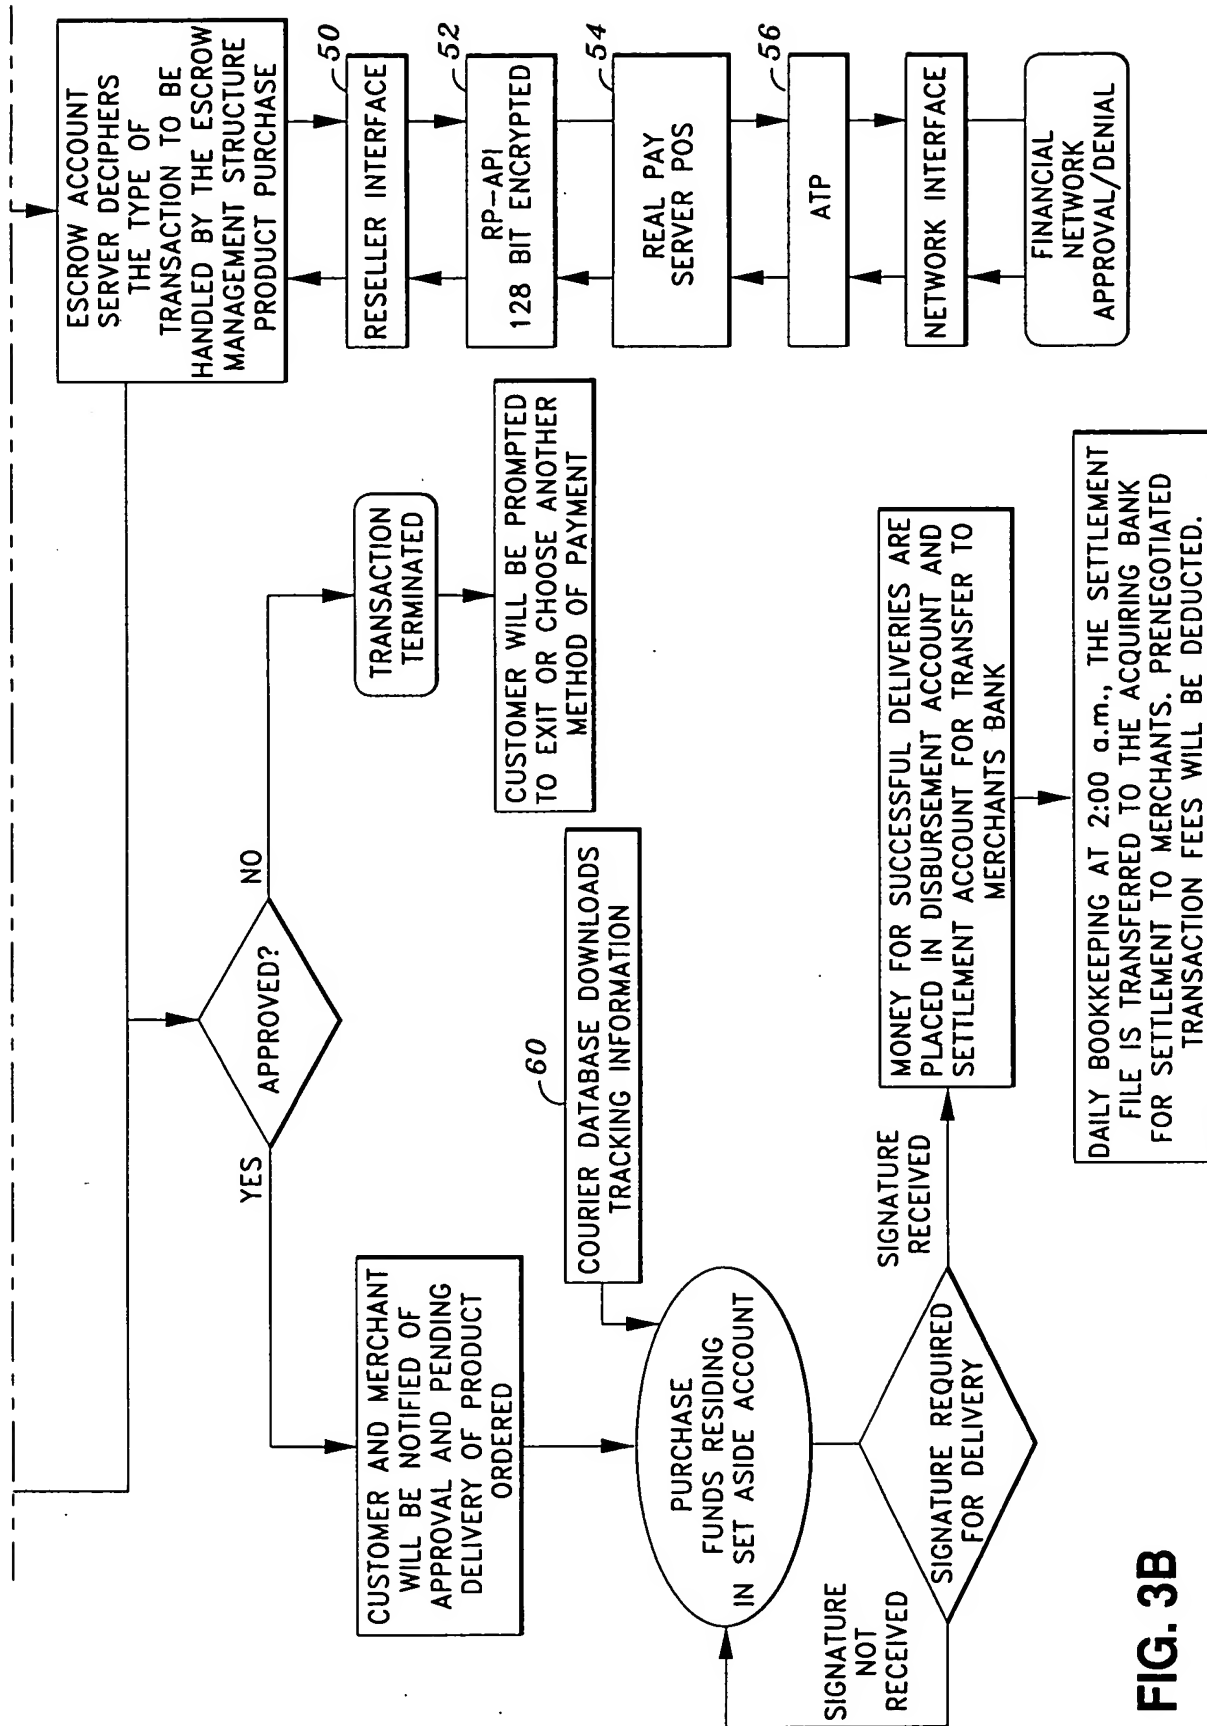 ESCROW ACCOUNT
SERVER DECIPHERS
THE TYPE OF
TRANSACTION TO BE
HANDLED BY THE ESCROW
MANAGEMENT STRUCTURE
PRODUCT PURCHASE
50
RESELLER INTERFACE
52
RP-API
128 BIT ENCRYPTED
54
REAL PAY
SERVER POS
56
ATP
NETWORK INTERFACE
FINANCIAL
NETWORK
APPROVAL/DENIAL
APPROVED?
NO
TRANSACTION
TERMINATED
CUSTOMER WILL BE PROMPTED
TO EXIT OR CHOOSE ANOTHER
METHOD OF PAYMENT
YES
CUSTOMER AND MERCHANT
WILL BE NOTIFIED OF
APPROVAL AND PENDING
DELIVERY OF PRODUCT
ORDERED
60
COURIER DATABASE DOWNLOADS
TRACKING INFORMATION
PURCHASE
FUNDS RESIDING
IN SET ASIDE ACCOUNT
SIGNATURE REQUIRED
FOR DELIVERY
SIGNATURE
NOT
RECEIVED
SIGNATURE
RECEIVED
MONEY FOR SUCCESSFUL DELIVERIES ARE
PLACED IN DISBURSEMENT ACCOUNT AND
SETTLEMENT ACCOUNT FOR TRANSFER TO
MERCHANTS BANK
DAILY BOOKKEEPING AT 2:00 a.m., THE SETTLEMENT
FILE IS TRANSFERRED TO THE ACQUIRING BANK
FOR SETTLEMENT TO MERCHANTS. PRENEGOTIATED
TRANSACTION FEES WILL BE DEDUCTED.
FIG. 3B